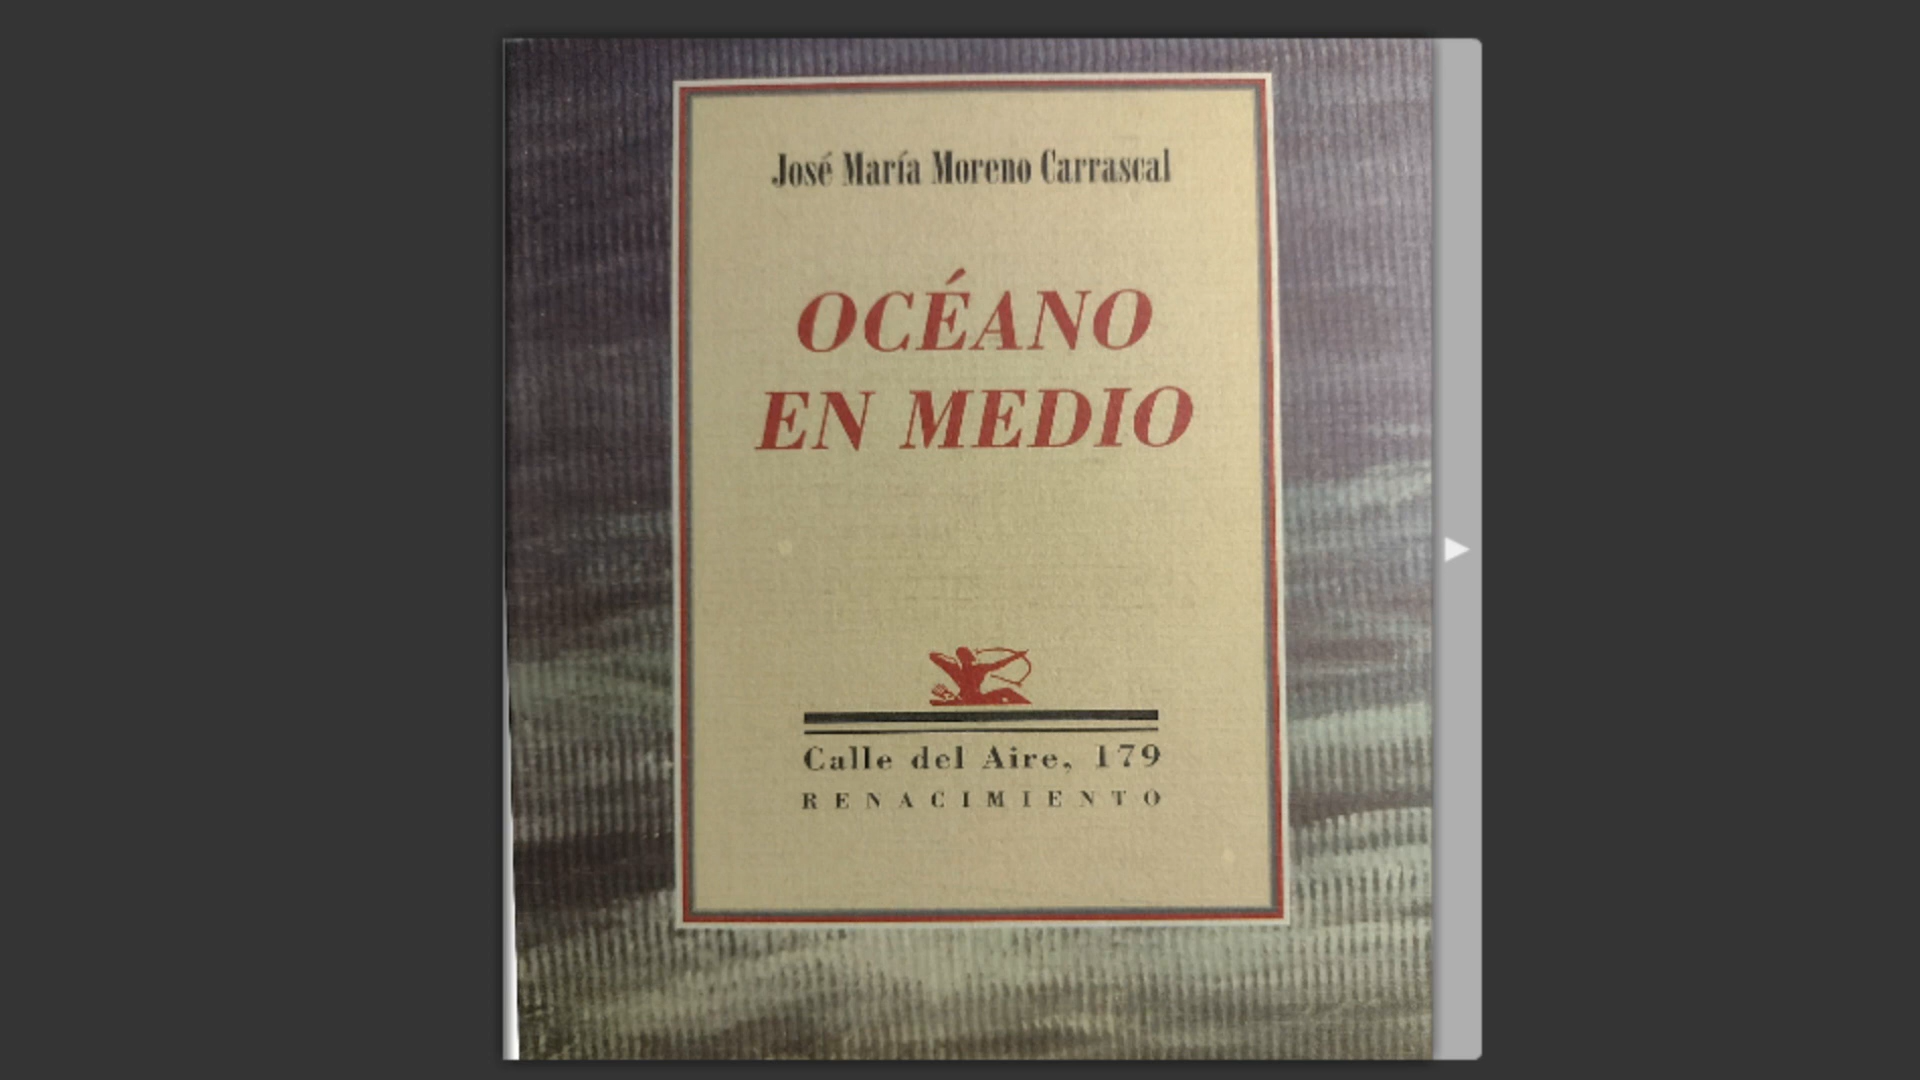 José María Moreno Carrascal
OCÉANO
EN MEDIO
Calle del Aire, 179
RENACIMIENTO